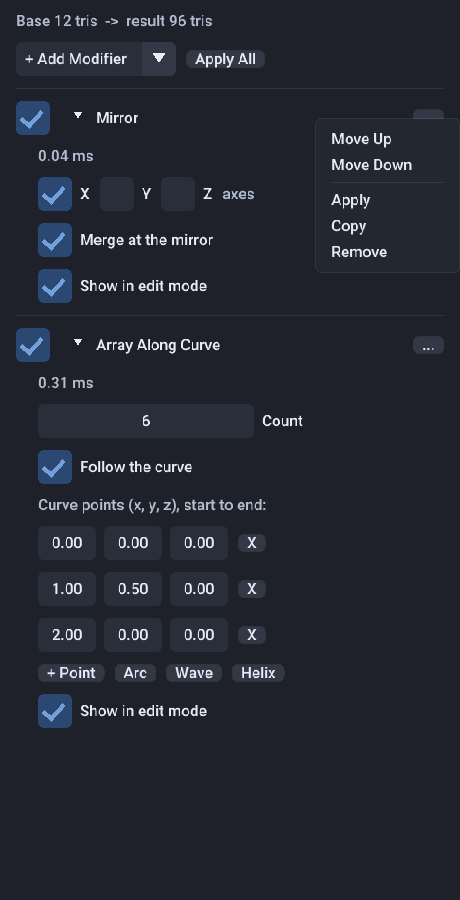 Base 12 tris -> result 96 tris
+ Add Modifier
Apply All
Mirror
Move Up
Move Down
Apply
Copy
Remove
0.04 ms
X Y Z axes
Merge at the mirror
Show in edit mode
Array Along Curve
...
0.31 ms
6 Count
Follow the curve
Curve points (x, y, z), start to end:
0.00 0.00 0.00 X
1.00 0.50 0.00 X
2.00 0.00 0.00 X
+ Point Arc Wave Helix
Show in edit mode